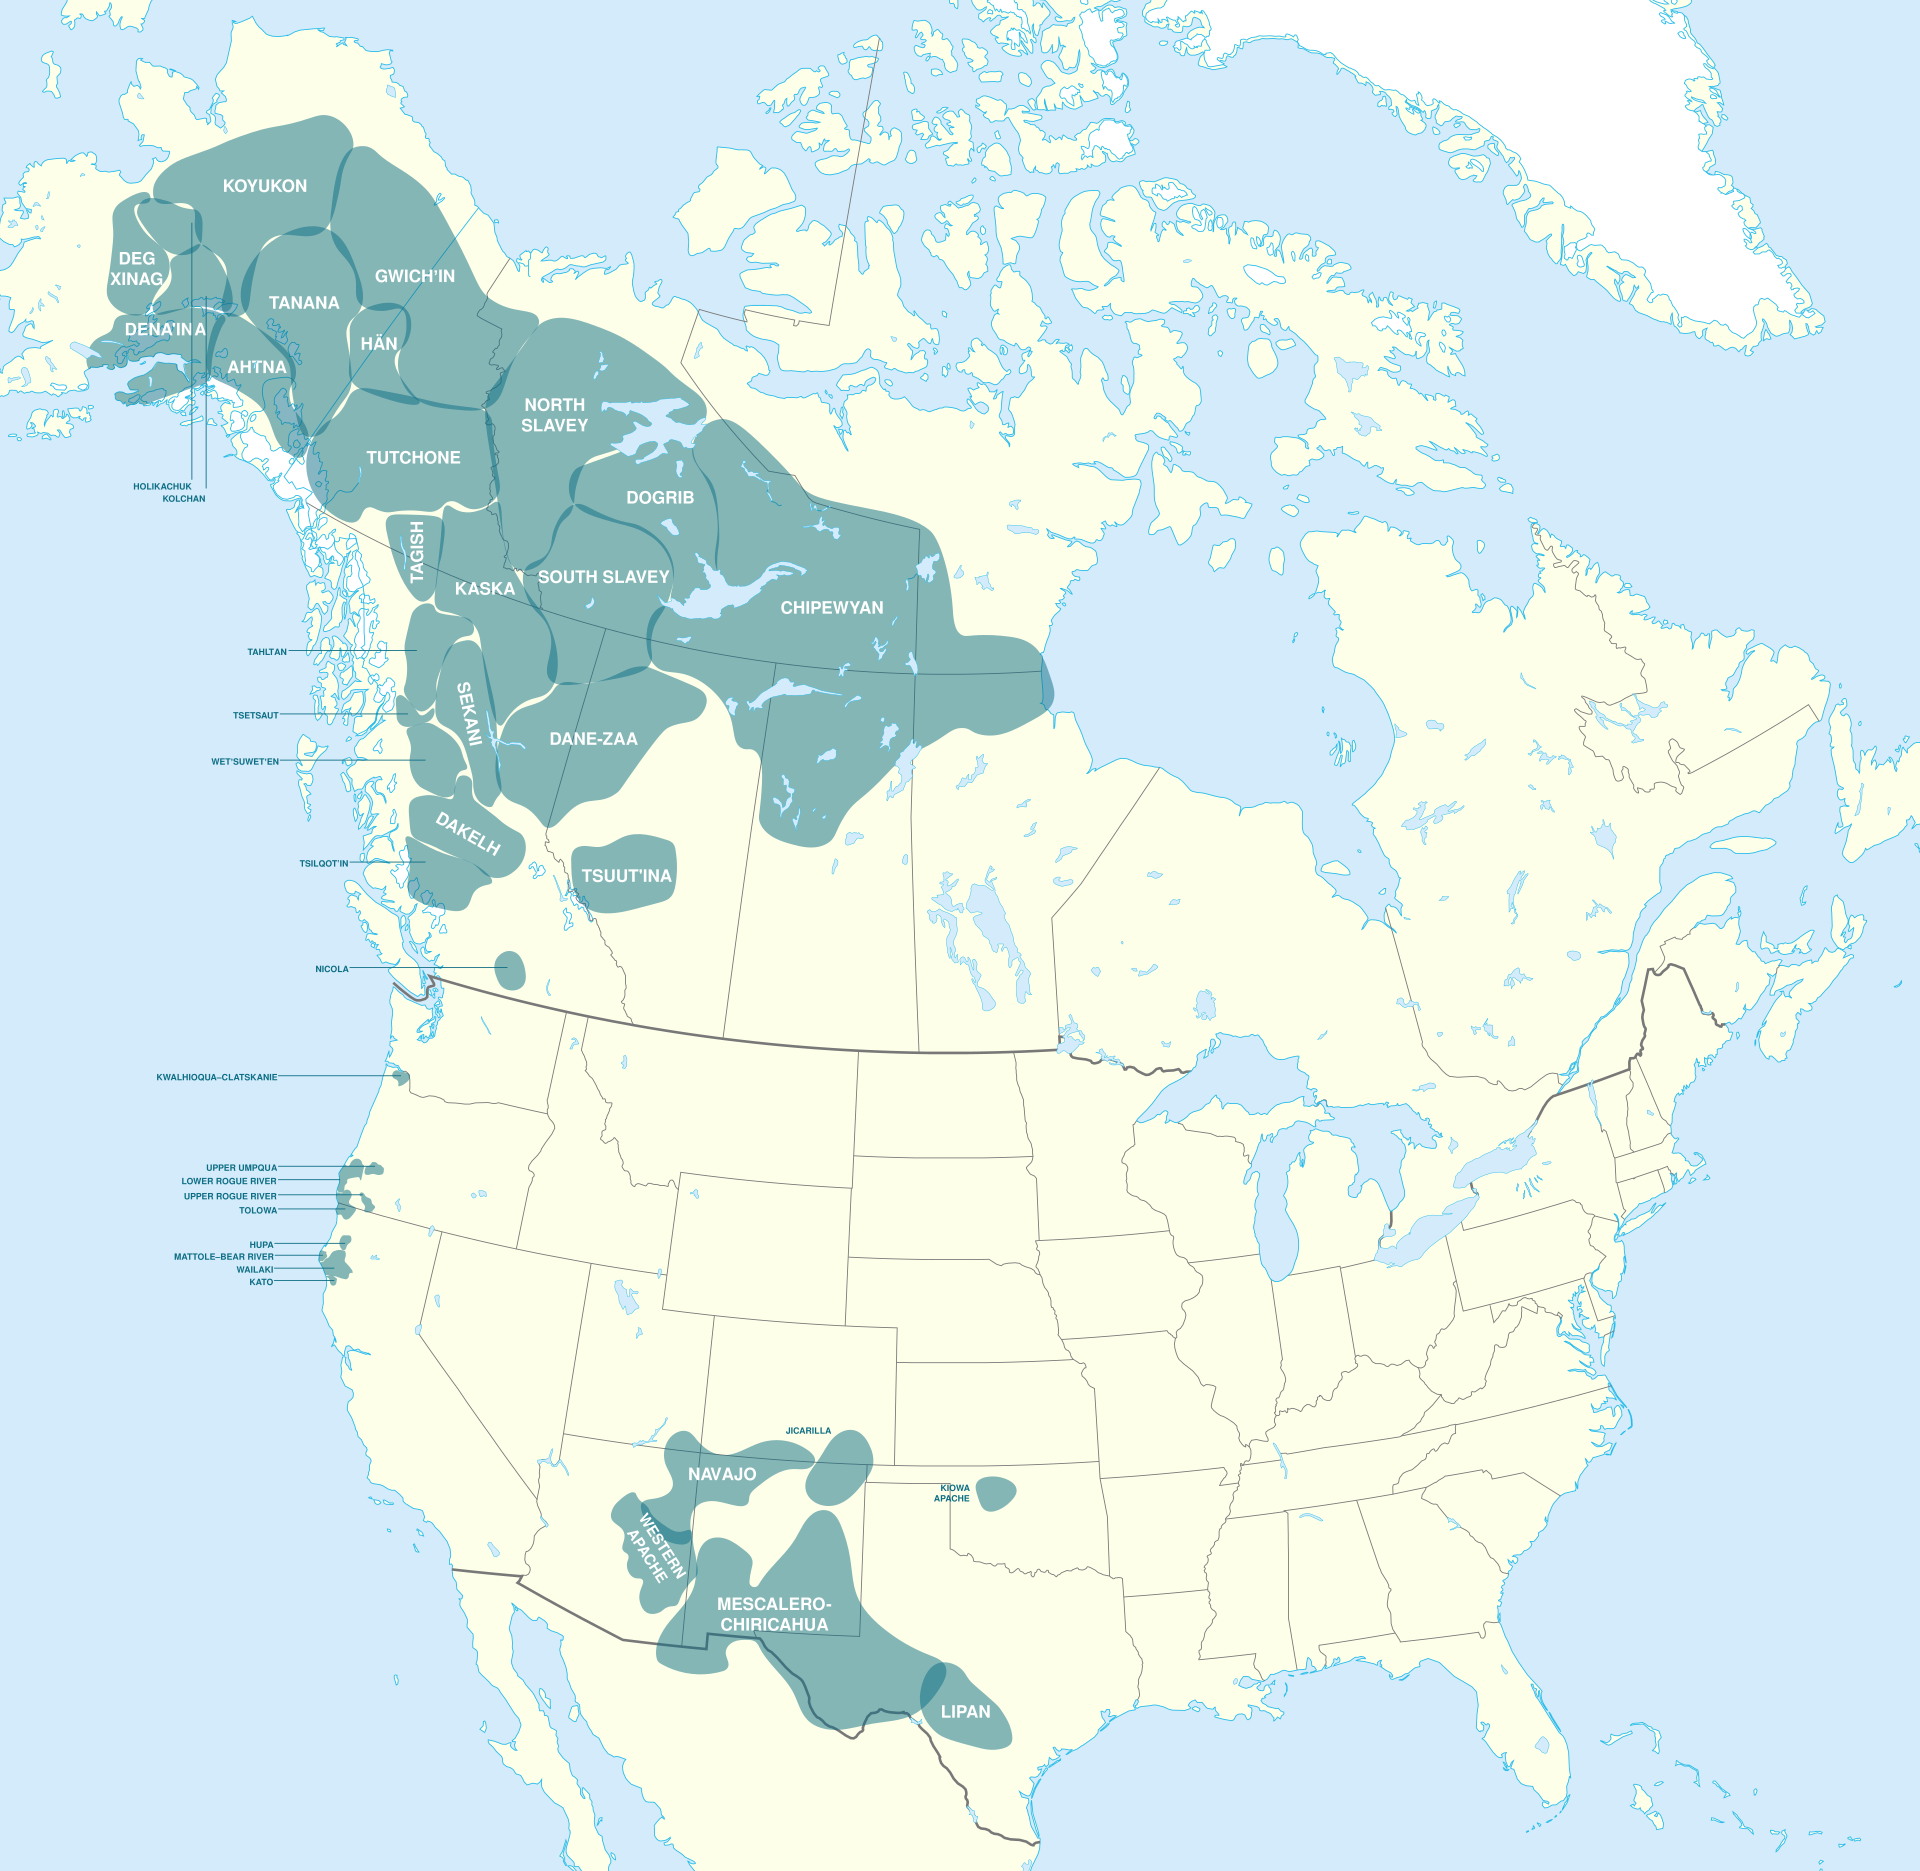 KOYUKON
DEG
XINAG
GWICH'IN
TANANA
DENA'INA
HÄN
AHTNA
NORTH
SLAVEY
TUTCHONE
HOLIKACHUK
KOLCHAN
DOGRIB
TAGISH
KASKA
SOUTH SLAVEY
CHIPEWYAN
TAHLTAN
SEKANI
TSETSAUT
DANE-ZAA
WET'SUWET'EN
DAKELH
TSILQOT'IN
TSUUT'INA
NICOLA
KWALHIOQUA–CLATSKANIE
UPPER UMPQUA
LOWER ROGUE RIVER
UPPER ROGUE RIVER
TOLOWA
HUPA
MATTOLE–BEAR RIVER
WAILAKI
KATO
JICARILLA
NAVAJO
KIOWA
APACHE
WESTERN
APACHE
MESCALERO-
CHIRICAHUA
LIPAN